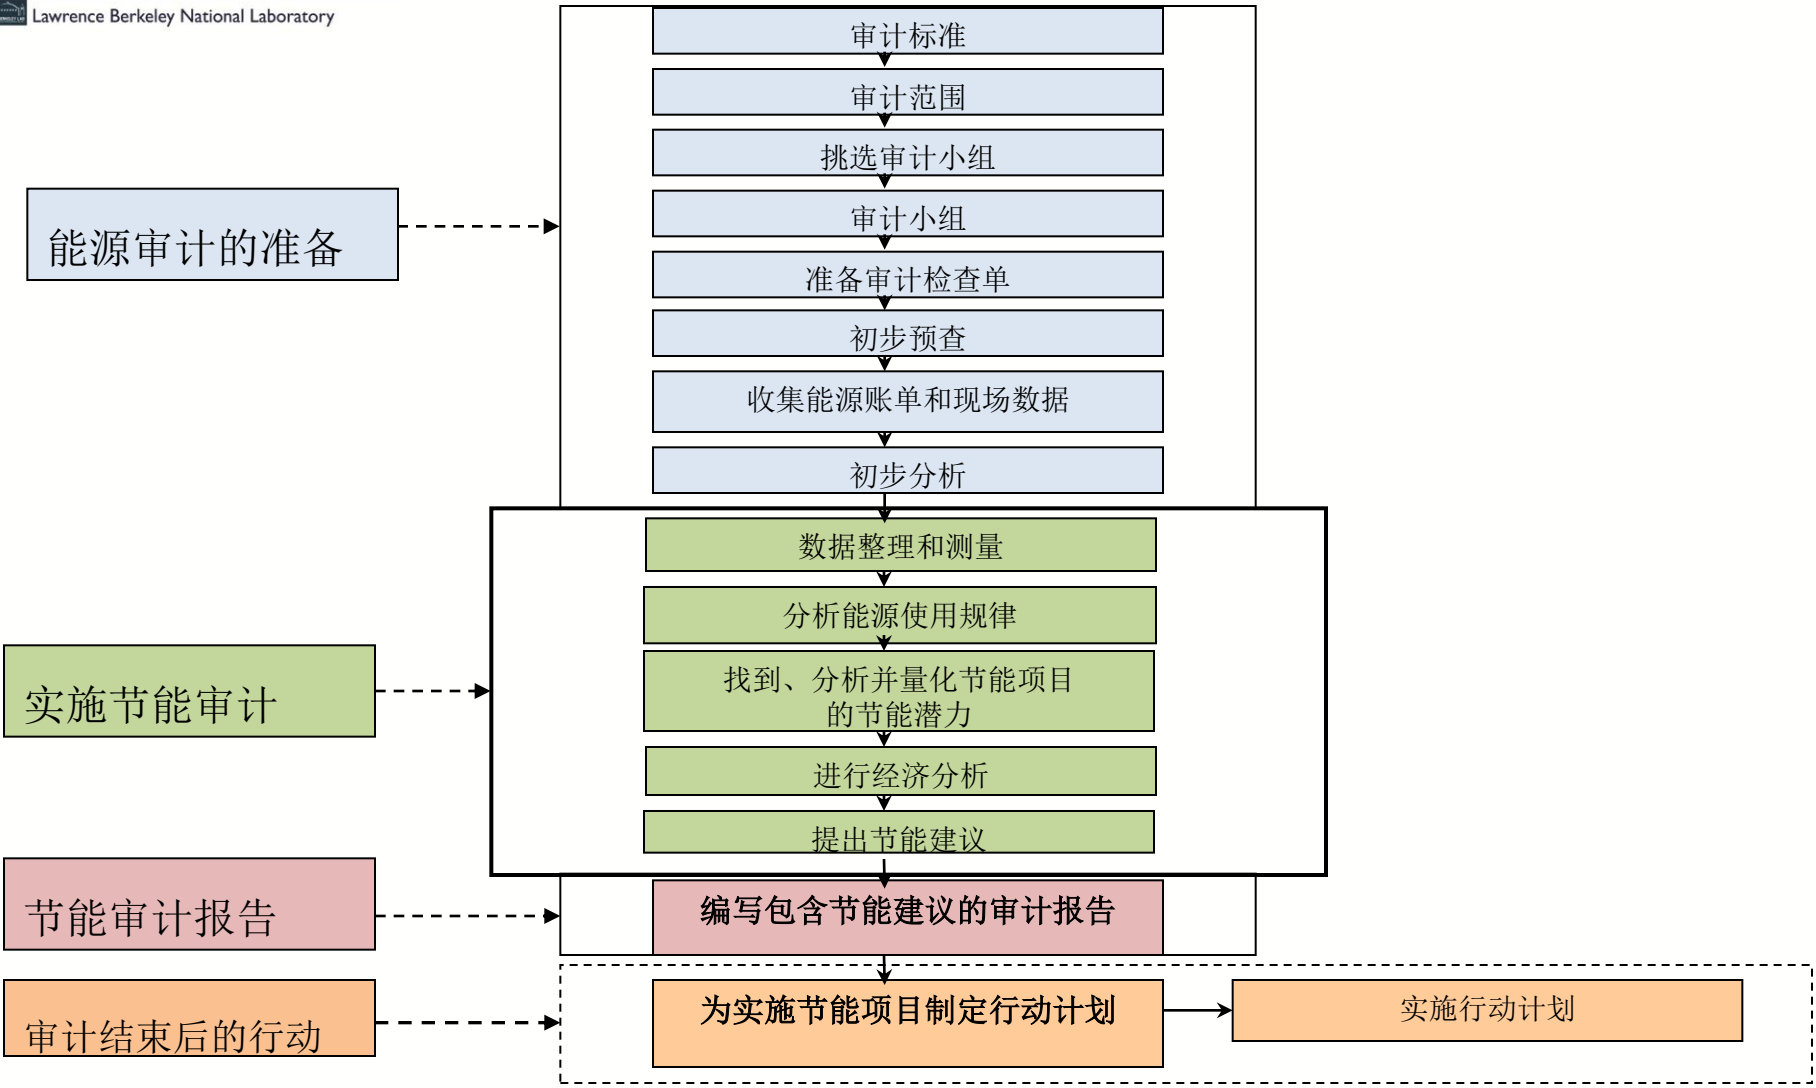 Lawrence Berkeley National Laboratory
审计标准
审计范围
挑选审计小组
审计小组
能源审计的准备
准备审计检查单
初步预查
收集能源账单和现场数据
初步分析
数据整理和测量
分析能源使用规律
实施节能审计
找到、分析并量化节能项目
的节能潜力
进行经济分析
提出节能建议
节能审计报告
编写包含节能建议的审计报告
审计结束后的行动
为实施节能项目制定行动计划
实施行动计划